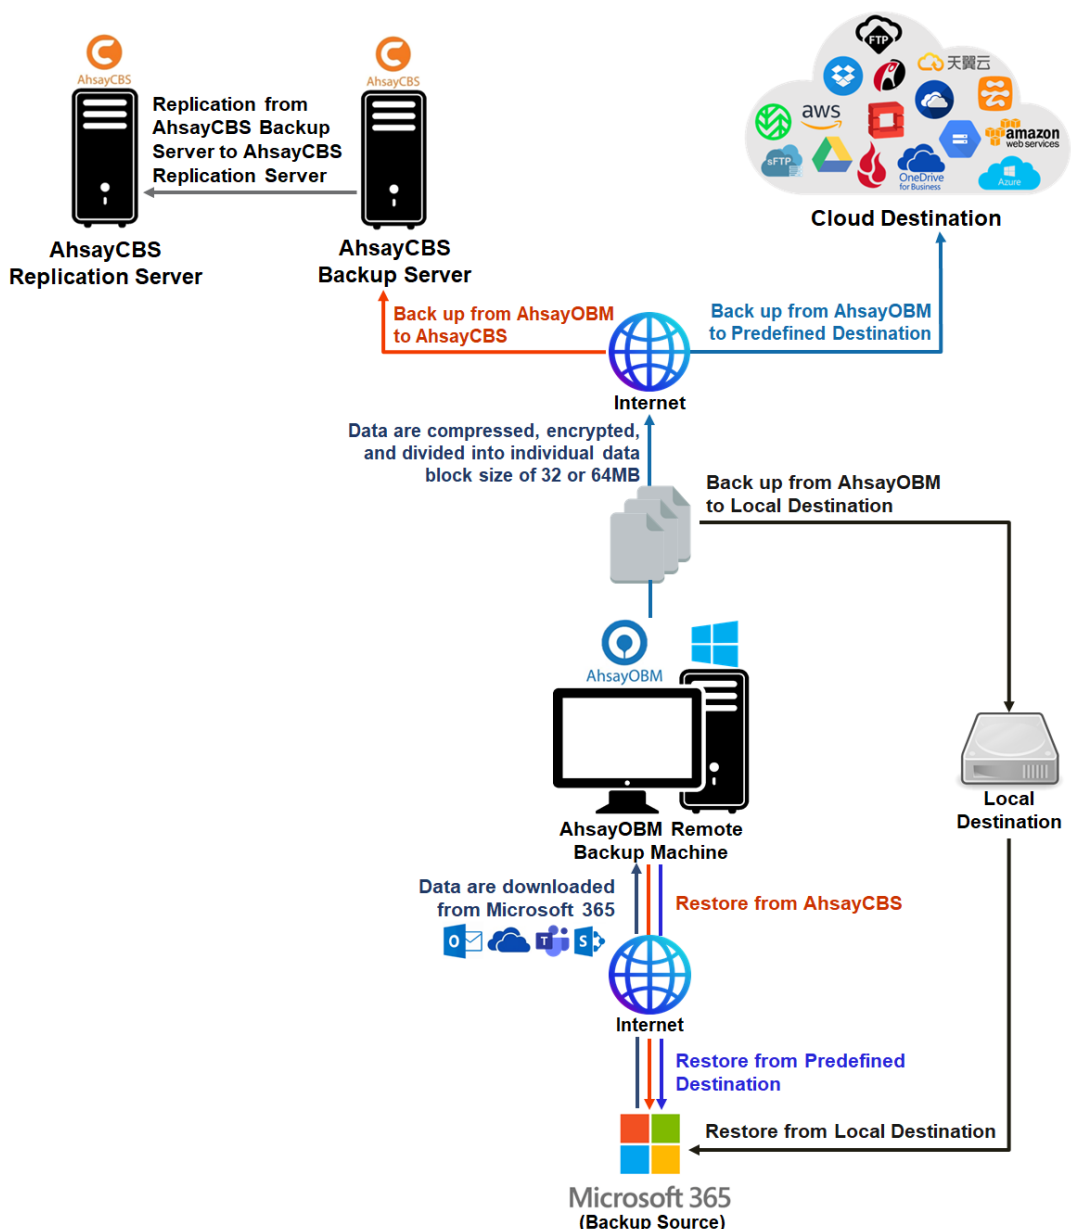 AhsayCBS
AhsayCBS
Replication from
AhsayCBS Backup
Server to AhsayCBS
Replication Server
AhsayCBS
Replication Server
AhsayCBS
Backup Server
FTP
天翼云
aws
amazon
web services
sFTP
OneDrive
for Business
Azure
Cloud Destination
Back up from AhsayOBM
to AhsayCBS
Back up from AhsayOBM
to Predefined Destination
Internet
Data are compressed, encrypted,
and divided into individual data
block size of 32 or 64MB
Back up from AhsayOBM
to Local Destination
AhsayOBM
AhsayOBM Remote
Backup Machine
Local
Destination
Data are downloaded
from Microsoft 365
O
T
S
Restore from AhsayCBS
Internet
Restore from Predefined
Destination
Restore from Local Destination
Microsoft 365
(Backup Source)